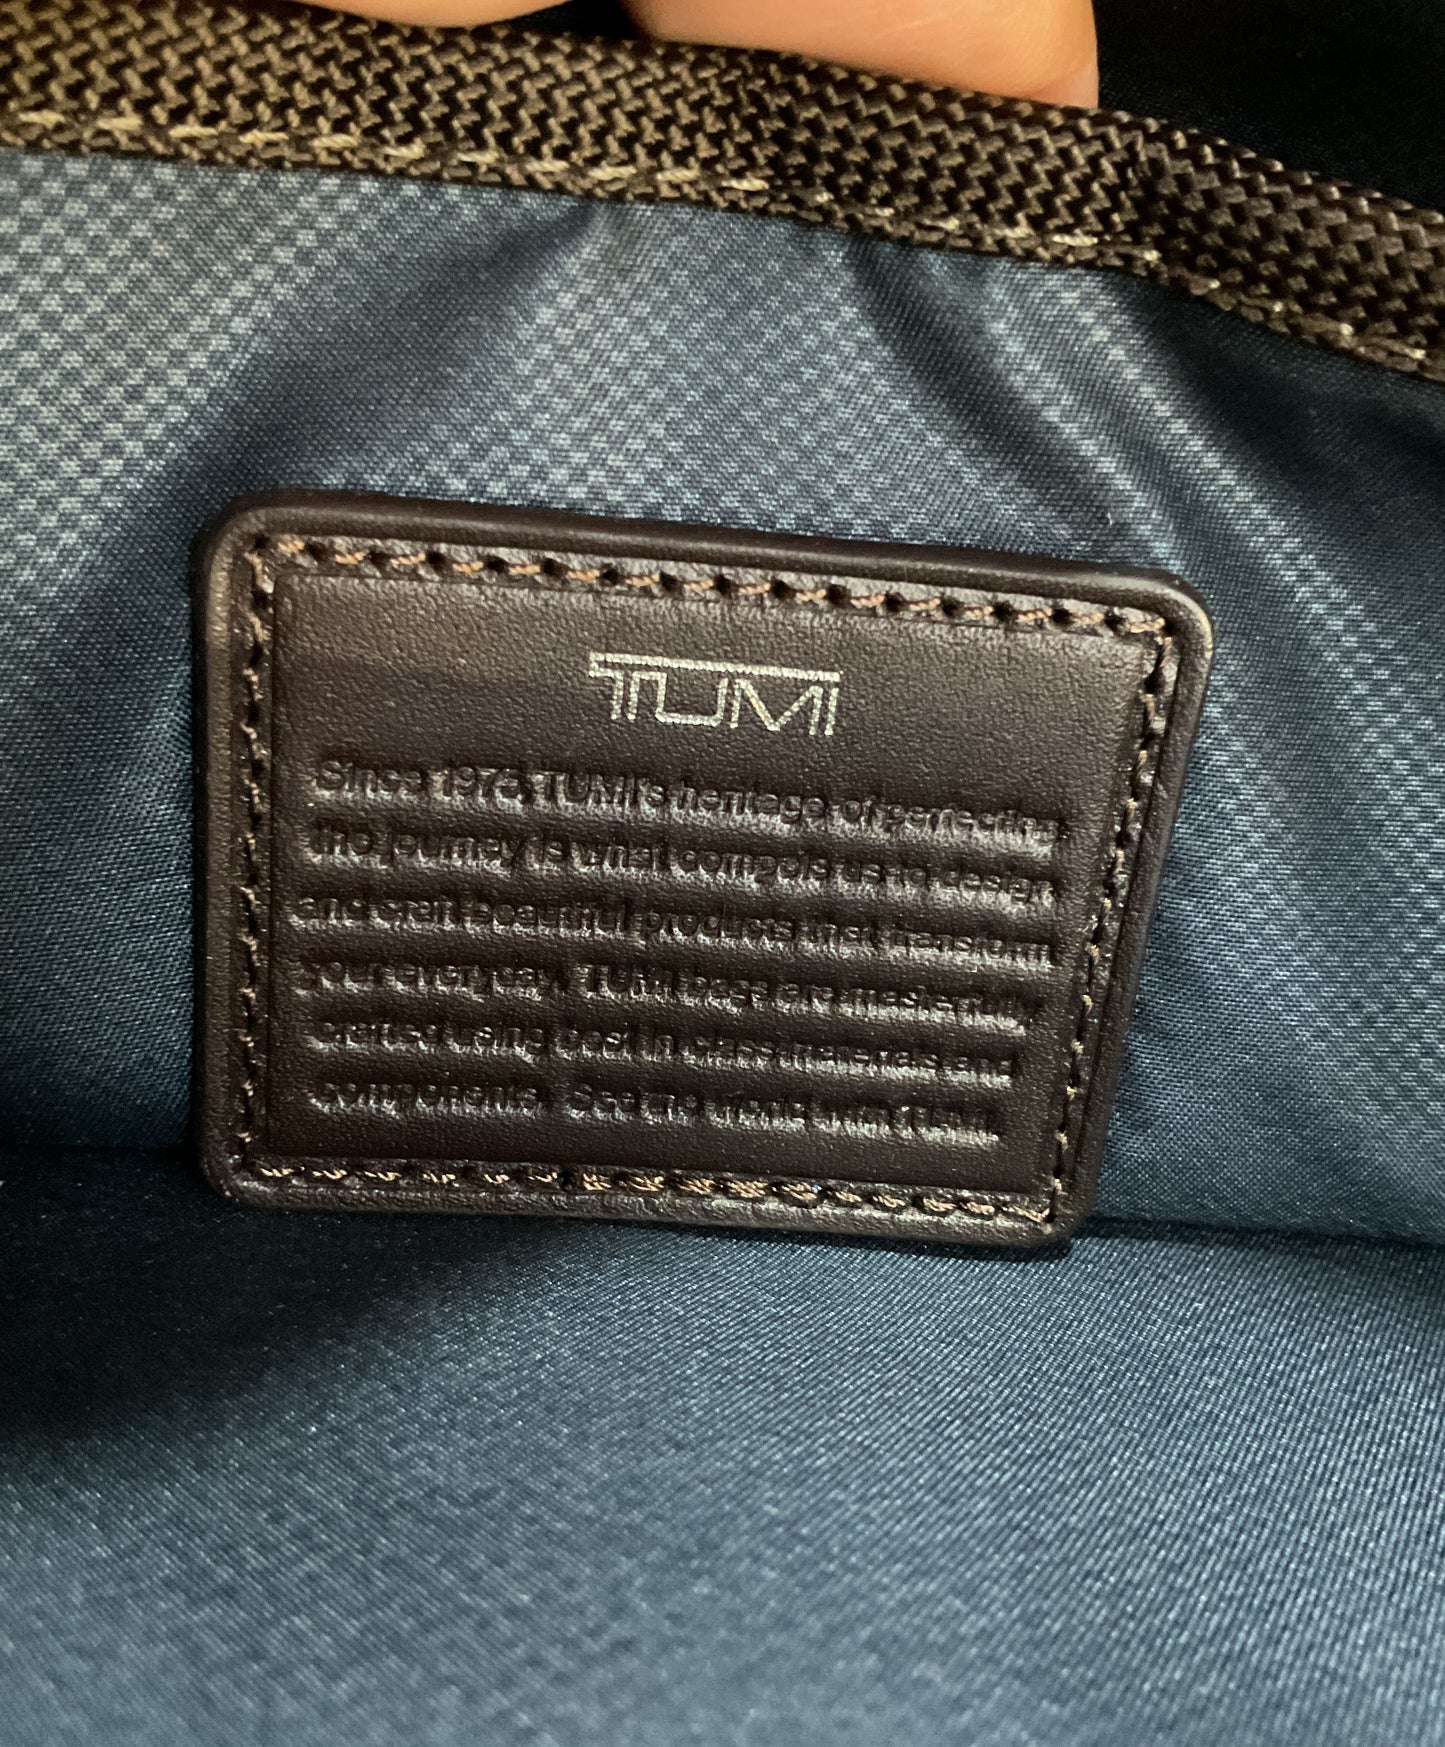 TUMI
Since 1975, TUMI's heritage of perfecting
the journey is what compels us to design
and craft beautiful products that transform
your everyday. TUMI bags are masterfully
crafted using best in class materials and
components. See the world with TUMI.